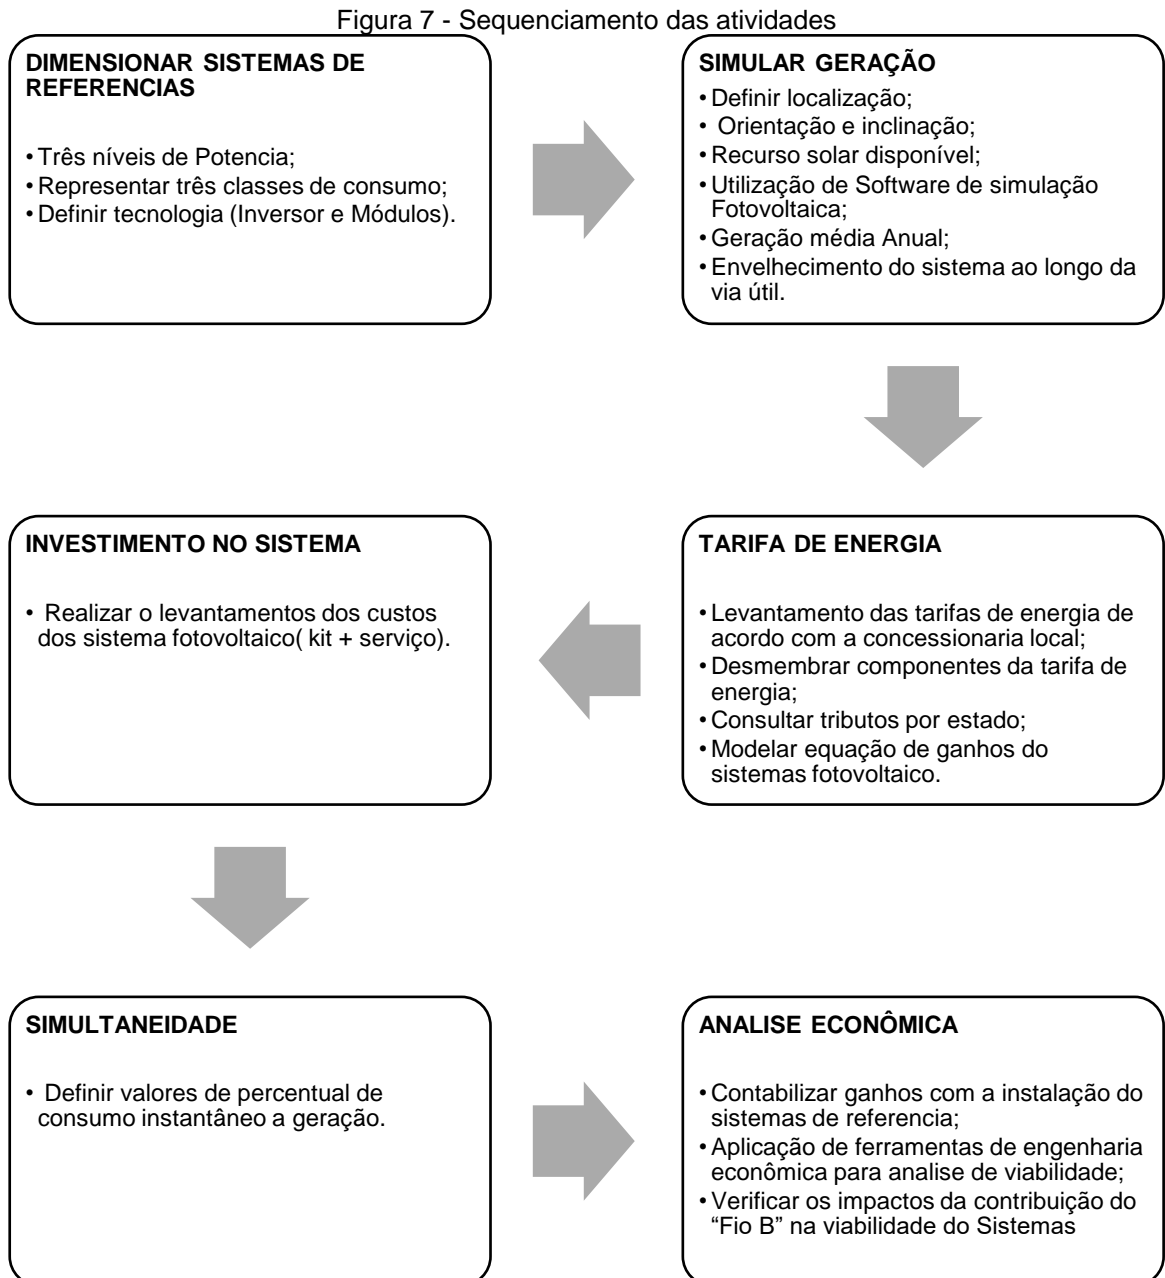 Figura 7 - Sequenciamento das atividades
DIMENSIONAR SISTEMAS DE
REFERENCIAS
• Três níveis de Potencia;
• Representar três classes de consumo;
• Definir tecnologia (Inversor e Módulos).
SIMULAR GERAÇÃO
• Definir localização;
• Orientação e inclinação;
• Recurso solar disponível;
• Utilização de Software de simulação
Fotovoltaica;
• Geração média Anual;
• Envelhecimento do sistema ao longo da
via útil.
TARIFA DE ENERGIA
• Levantamento das tarifas de energia de
acordo com a concessionaria local;
• Desmembrar componentes da tarifa de
energia;
• Consultar tributos por estado;
• Modelar equação de ganhos do
sistemas fotovoltaico.
INVESTIMENTO NO SISTEMA
• Realizar o levantamentos dos custos
dos sistema fotovoltaico( kit + serviço).
SIMULTANEIDADE
• Definir valores de percentual de
consumo instantâneo a geração.
ANALISE ECONÔMICA
• Contabilizar ganhos com a instalação do
sistemas de referencia;
• Aplicação de ferramentas de engenharia
econômica para analise de viabilidade;
• Verificar os impactos da contribuição do
“Fio B” na viabilidade do Sistemas